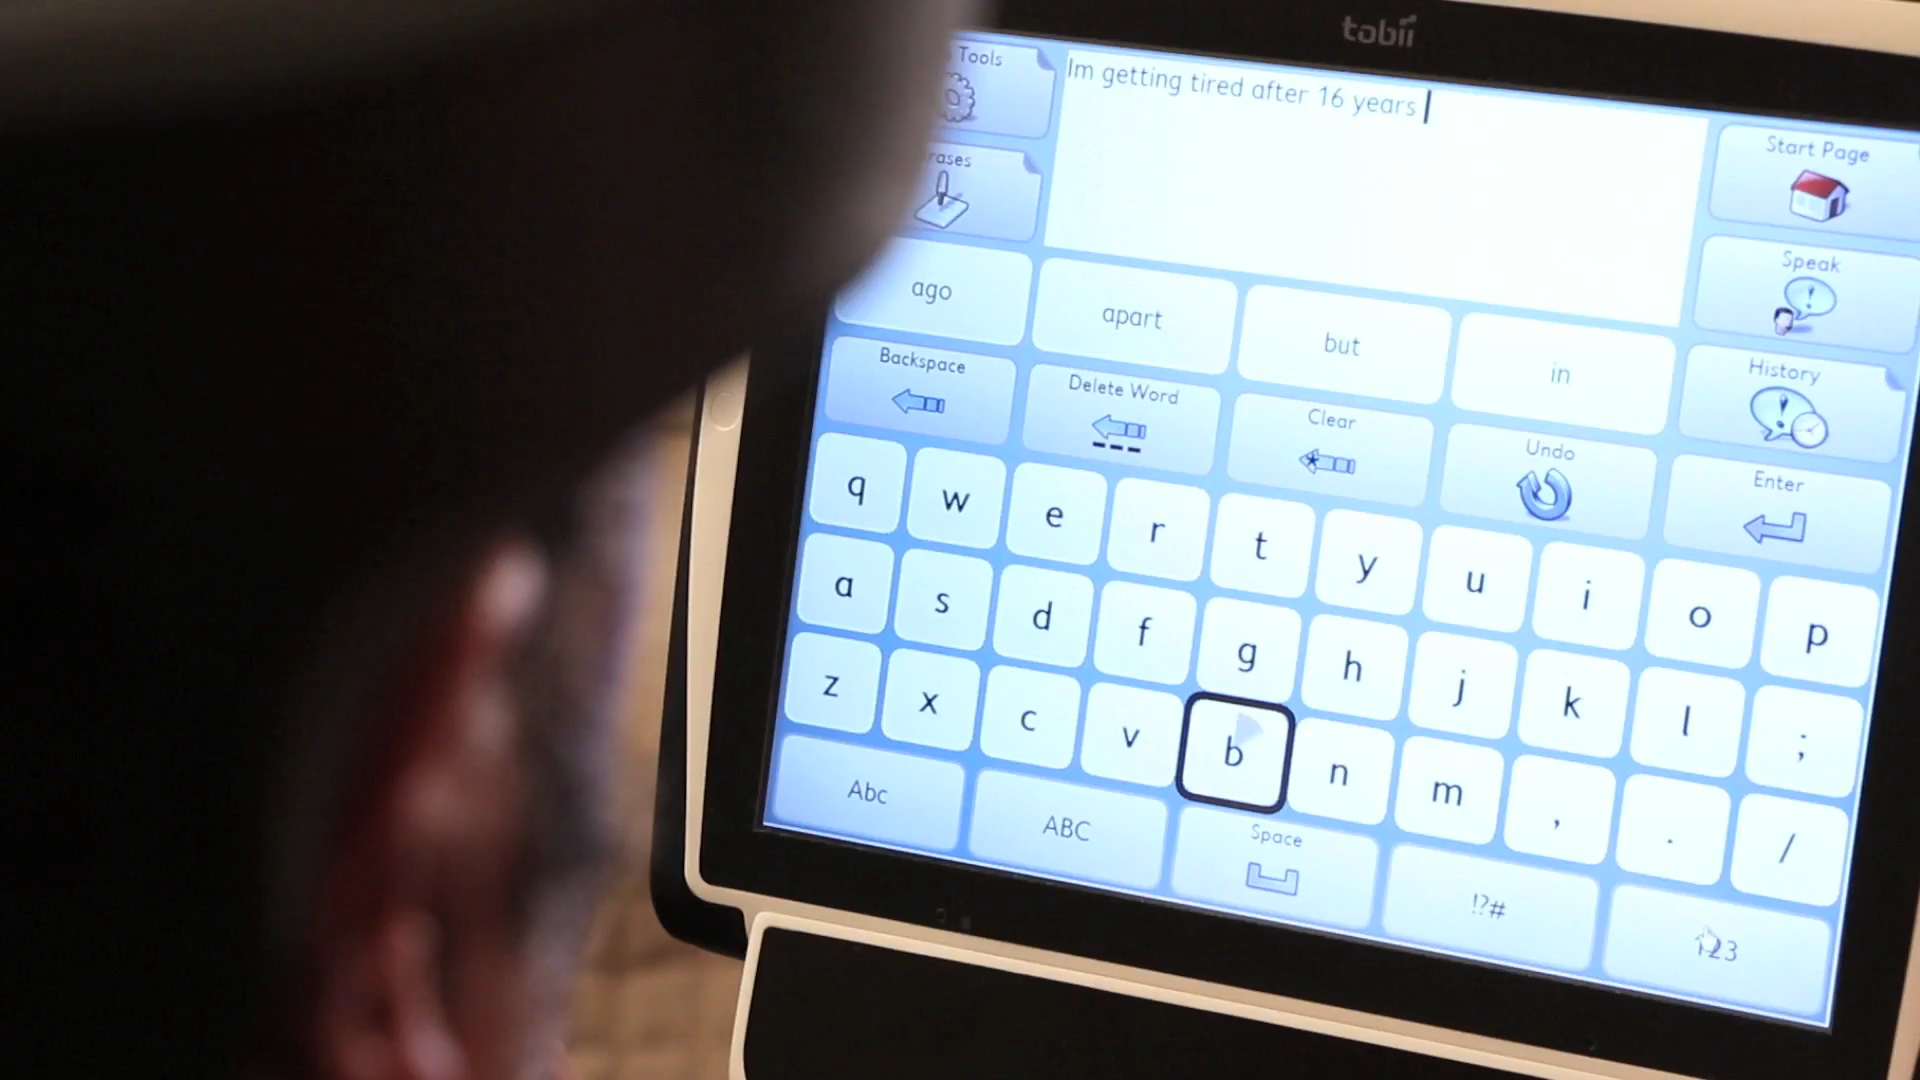 tobii
Tools
Im getting tired after 16 years
rases
Start Page
Speak
ago
apart
but
in
History
Backspace
Delete Word
Clear
Undo
Enter
q w e r t y u i o p
a s d f g h j k l ;
z x c v b n m , . /
Abc
ABC
Space
!?#
123